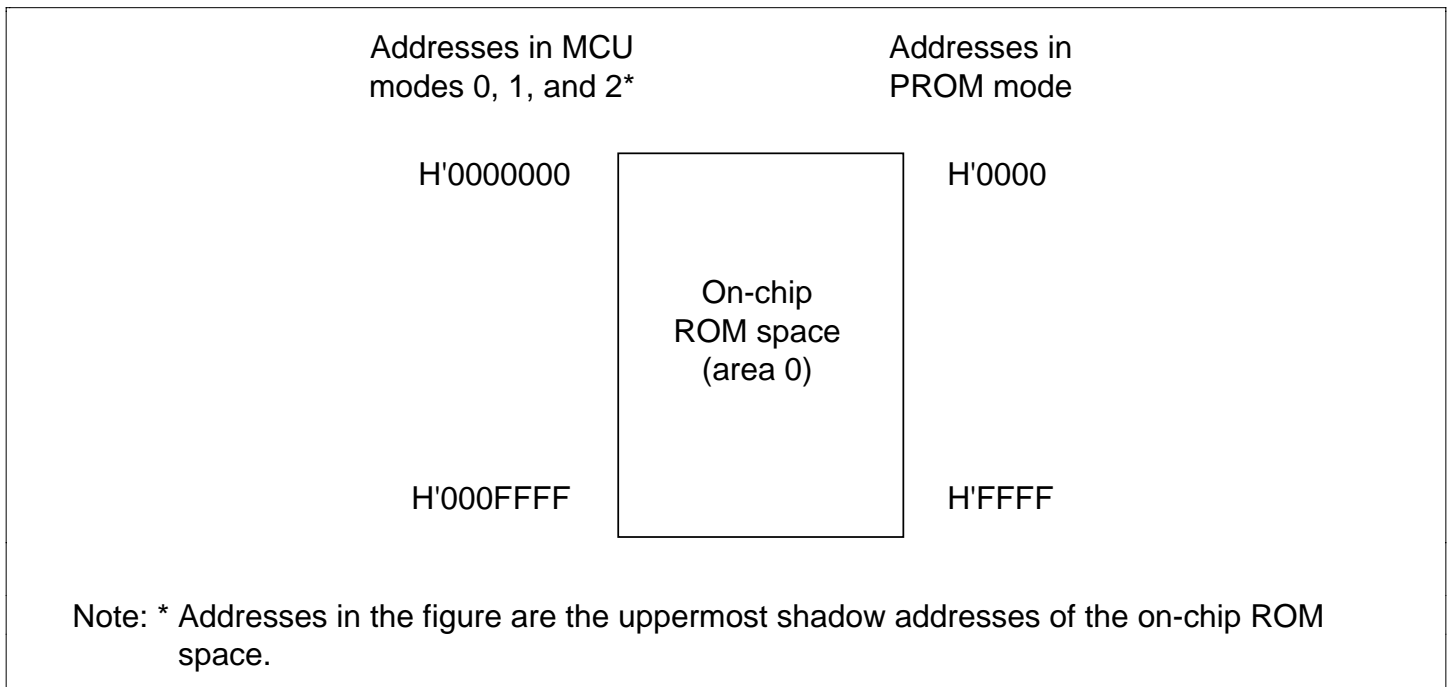 Addresses in MCU
modes 0, 1, and 2*
Addresses in
PROM mode
H'0000000
H'0000
On-chip
ROM space
(area 0)
H'000FFFF
H'FFFF
Note: * Addresses in the figure are the uppermost shadow addresses of the on-chip ROM
space.